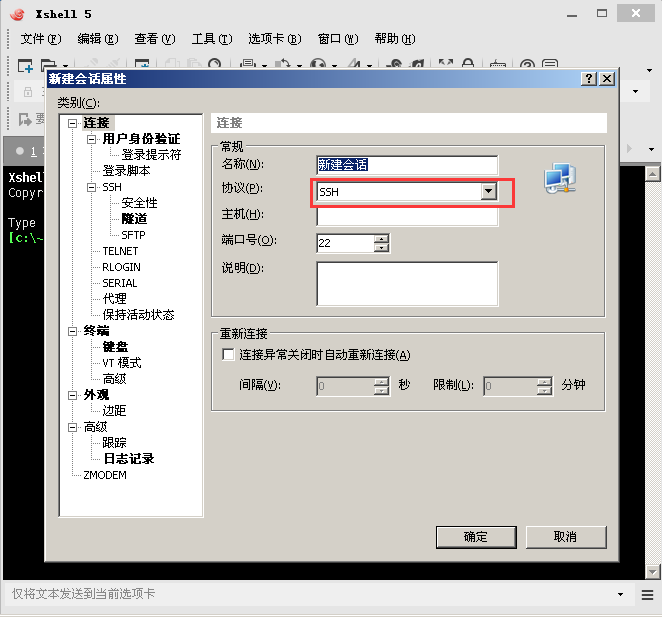 Xshell 5
文件(F) 编辑(E) 查看(V) 工具(T) 选项卡(B) 窗口(W) 帮助(H)
新建会话属性
类别(C):
连接
用户身份验证
登录提示符
登录脚本
SSH
安全性
隧道
SFTP
TELNET
RLOGIN
SERIAL
代理
保持活动状态
终端
键盘
VT 模式
高级
外观
边距
高级
跟踪
日志记录
ZMODEM
连接
常规
名称(N): 新建会话
协议(P): SSH
主机(H):
端口号(O): 22
说明(D):
重新连接
连接异常关闭时自动重新连接(A)
间隔(V): 0 秒 限制(L): 0 分钟
确定 取消
1
Xshel
Copyr
Type
[c:\~
仅将文本发送到当前选项卡